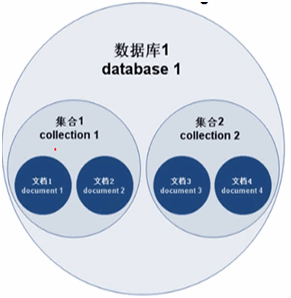 数据库1
database 1
集合1
collection 1
集合2
collection 2
文档1
document 1
文档2
document 2
文档3
document 3
文档4
document 4